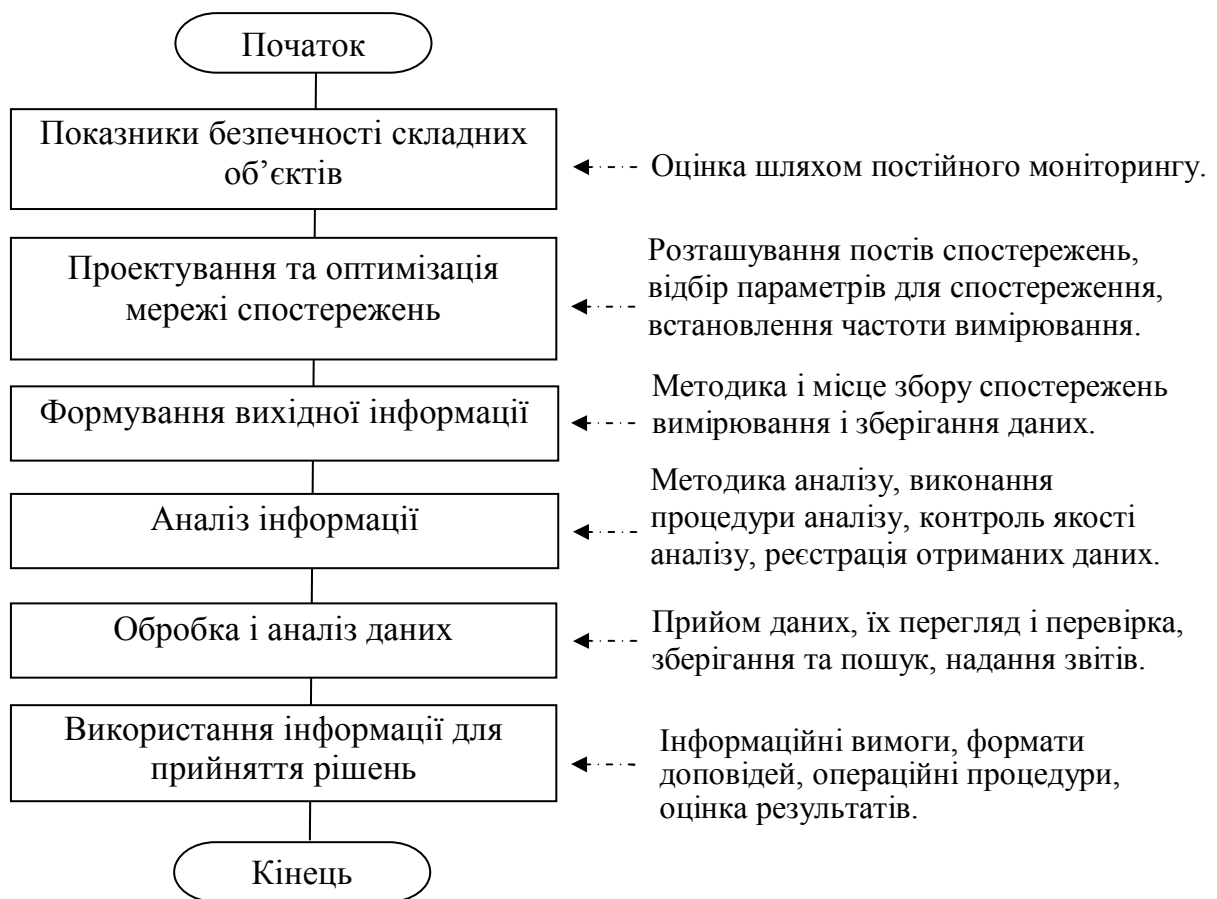 Початок
Показники безпечності складних
об’єктів
Оцінка шляхом постійного моніторингу.
Проектування та оптимізація
мережі спостережень
Розташування постів спостережень,
відбір параметрів для спостереження,
встановлення частоти вимірювання.
Формування вихідної інформації
Методика і місце збору спостережень
вимірювання і зберігання даних.
Аналіз інформації
Методика аналізу, виконання
процедури аналізу, контроль якості
аналізу, реєстрація отриманих даних.
Обробка і аналіз даних
Прийом даних, їх перегляд і перевірка,
зберігання та пошук, надання звітів.
Використання інформації для
прийняття рішень
Інформаційні вимоги, формати
доповідей, операційні процедури,
оцінка результатів.
Кінець